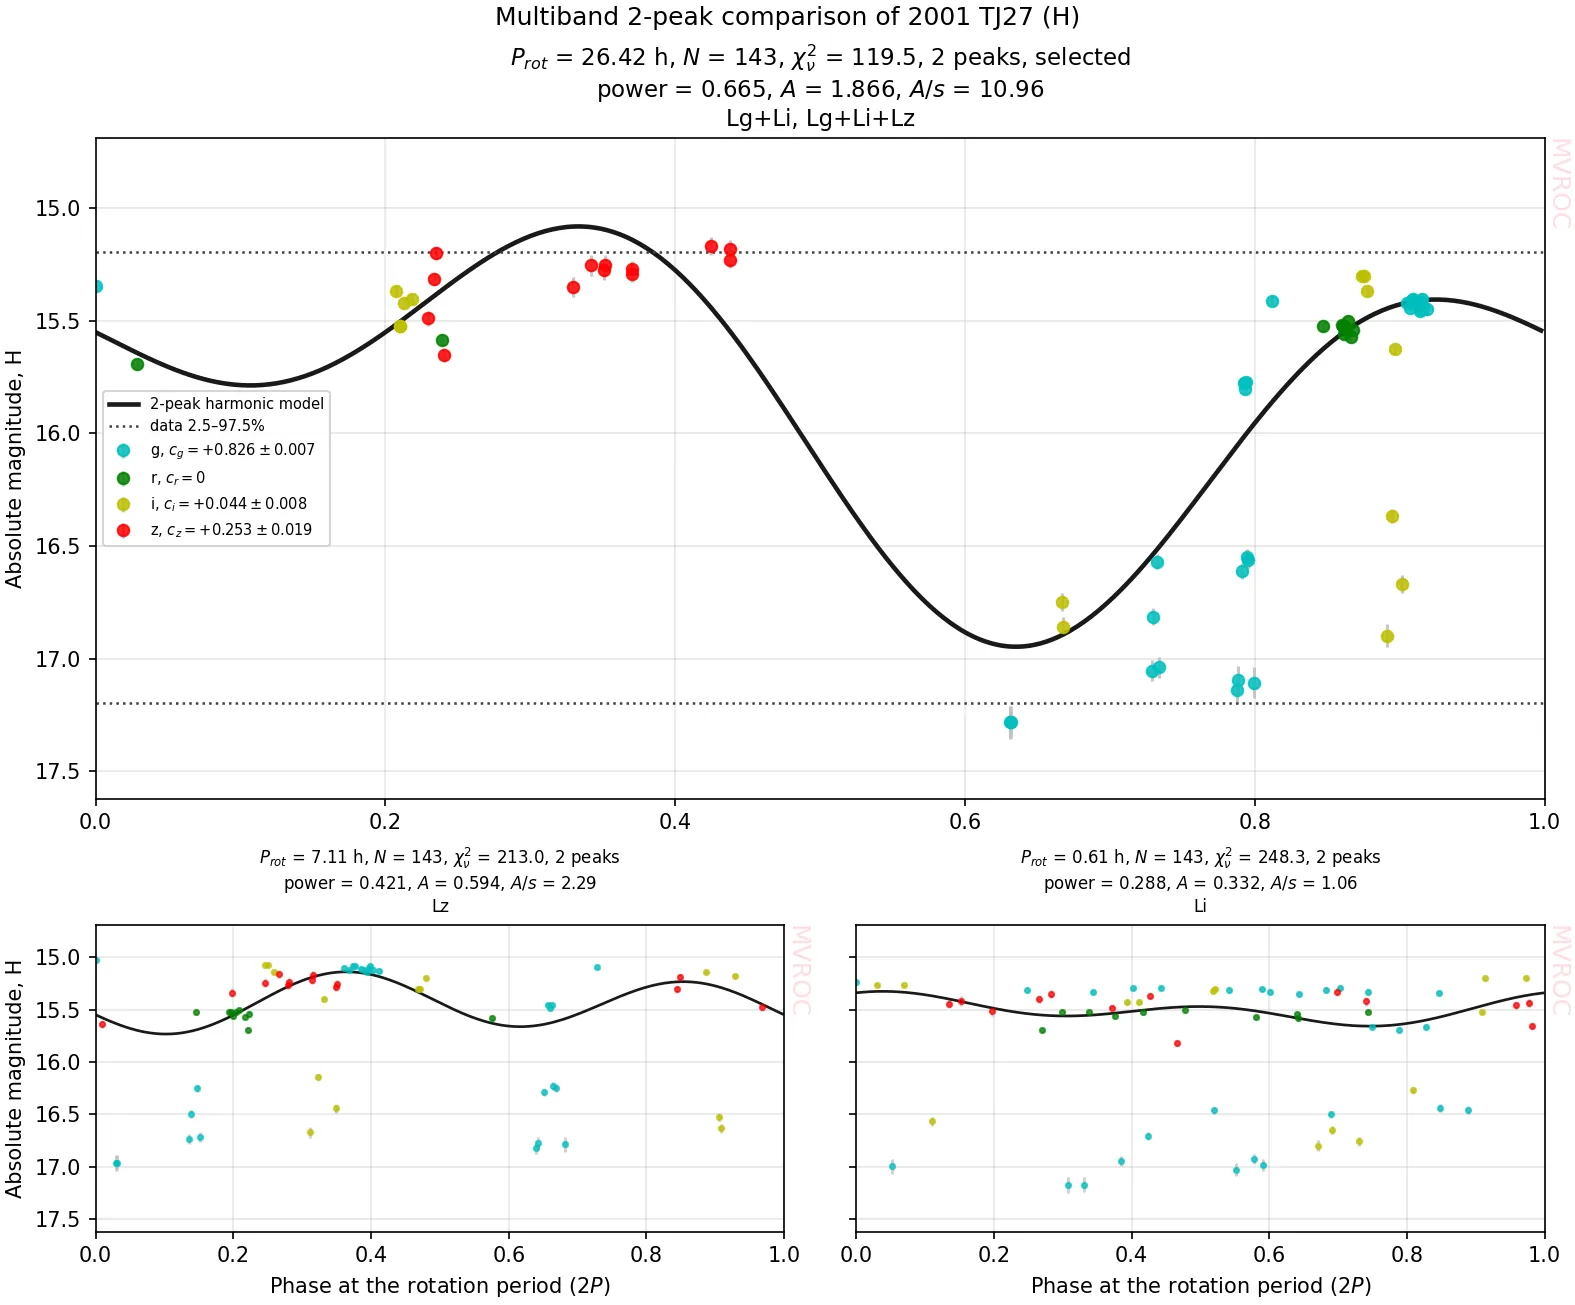 Multiband 2-peak comparison of 2001 TJ27 (H)
P_rot = 26.42 h, N = 143, χ²_ν = 119.5, 2 peaks, selected
power = 0.665, A = 1.866, A/s = 10.96
Lg+Li, Lg+Li+Lz
MVROC
Absolute magnitude, H
15.0
15.5
16.0
16.5
17.0
17.5
2-peak harmonic model
data 2.5–97.5%
g, c_g = +0.826 ± 0.007
r, c_r = 0
i, c_i = +0.044 ± 0.008
z, c_z = +0.253 ± 0.019
0.0 0.2 0.4 0.6 0.8 1.0
P_rot = 7.11 h, N = 143, χ²_ν = 213.0, 2 peaks
power = 0.421, A = 0.594, A/s = 2.29
Lz
MVROC
Absolute magnitude, H
15.0
15.5
16.0
16.5
17.0
17.5
0.0 0.2 0.4 0.6 0.8 1.0
Phase at the rotation period (2P)
P_rot = 0.61 h, N = 143, χ²_ν = 248.3, 2 peaks
power = 0.288, A = 0.332, A/s = 1.06
Li
MVROC
0.0 0.2 0.4 0.6 0.8 1.0
Phase at the rotation period (2P)